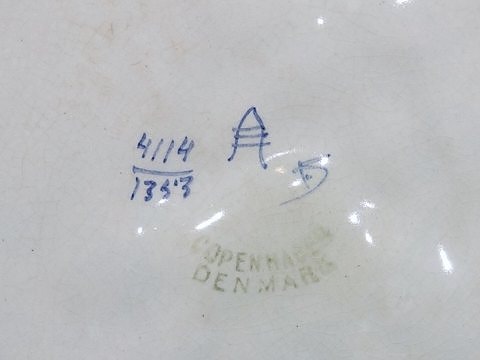 4114
1353
A
B
COPENHAGEN
DENMARK